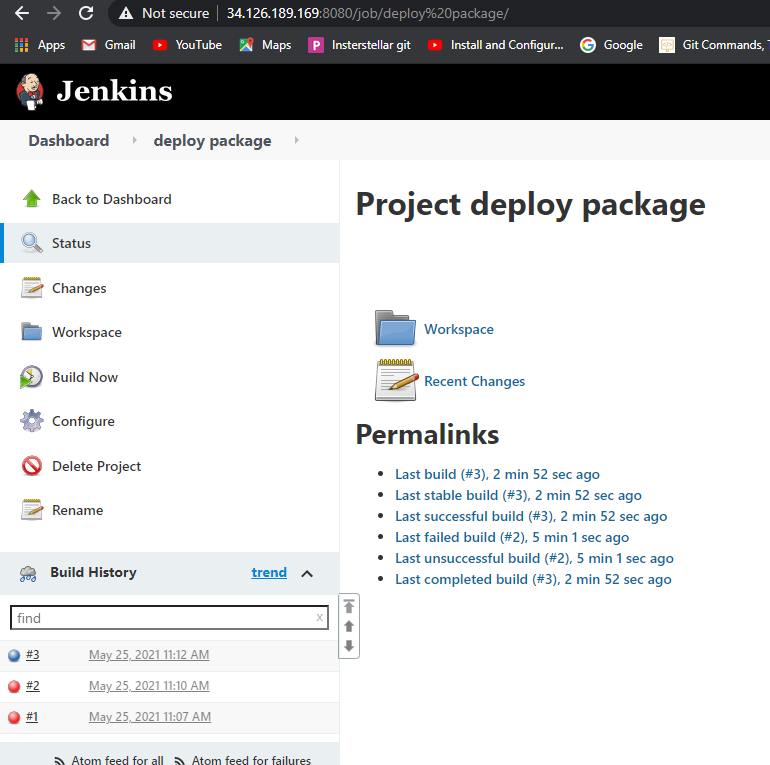 Not secure 34.126.189.169:8080/job/deploy%20package/
Apps Gmail YouTube Maps Insterstellar git Install and Configur... Google Git Commands,
Jenkins
Dashboard deploy package
Back to Dashboard
Status
Changes
Workspace
Build Now
Configure
Delete Project
Rename
Build History trend
find x
#3 May 25, 2021 11:12 AM
#2 May 25, 2021 11:10 AM
#1 May 25, 2021 11:07 AM
Atom feed for all Atom feed for failures
Project deploy package
Workspace
Recent Changes
Permalinks
Last build (#3), 2 min 52 sec ago
Last stable build (#3), 2 min 52 sec ago
Last successful build (#3), 2 min 52 sec ago
Last failed build (#2), 5 min 1 sec ago
Last unsuccessful build (#2), 5 min 1 sec ago
Last completed build (#3), 2 min 52 sec ago